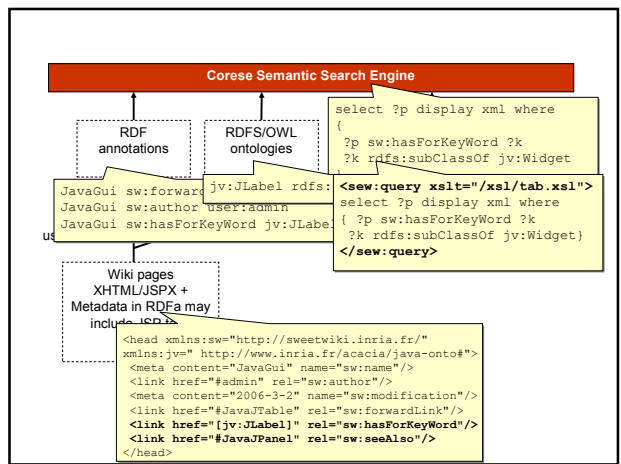 Corese Semantic Search Engine
select ?p display xml where
{
?p sw:hasForKeyWord ?k
?k rdfs:subClassOf jv:Widget
RDF
annotations
RDFS/OWL
ontologies
jv:JLabel rdfs:
JavaGui sw:forward
JavaGui sw:author user:admin
JavaGui sw:hasForKeyWord jv:JLabel
<sew:query xslt="/xsl/tab.xsl">
select ?p display xml where
{ ?p sw:hasForKeyWord ?k
?k rdfs:subClassOf jv:Widget}
</sew:query>
Wiki pages
XHTML/JSPX +
Metadata in RDFa may
include JSP
<head xmlns:sw="http://sweetwiki.inria.fr/"
xmlns:jv=" http://www.inria.fr/acacia/java-onto#">
<meta content="JavaGui" name="sw:name"/>
<link href="#admin" rel="sw:author"/>
<meta content="2006-3-2" name="sw:modification"/>
<link href="#JavaJTable" rel="sw:forwardLink"/>
<link href="[jv:JLabel]" rel="sw:hasForKeyWord"/>
<link href="#JavaJPanel" rel="sw:seeAlso"/>
</head>